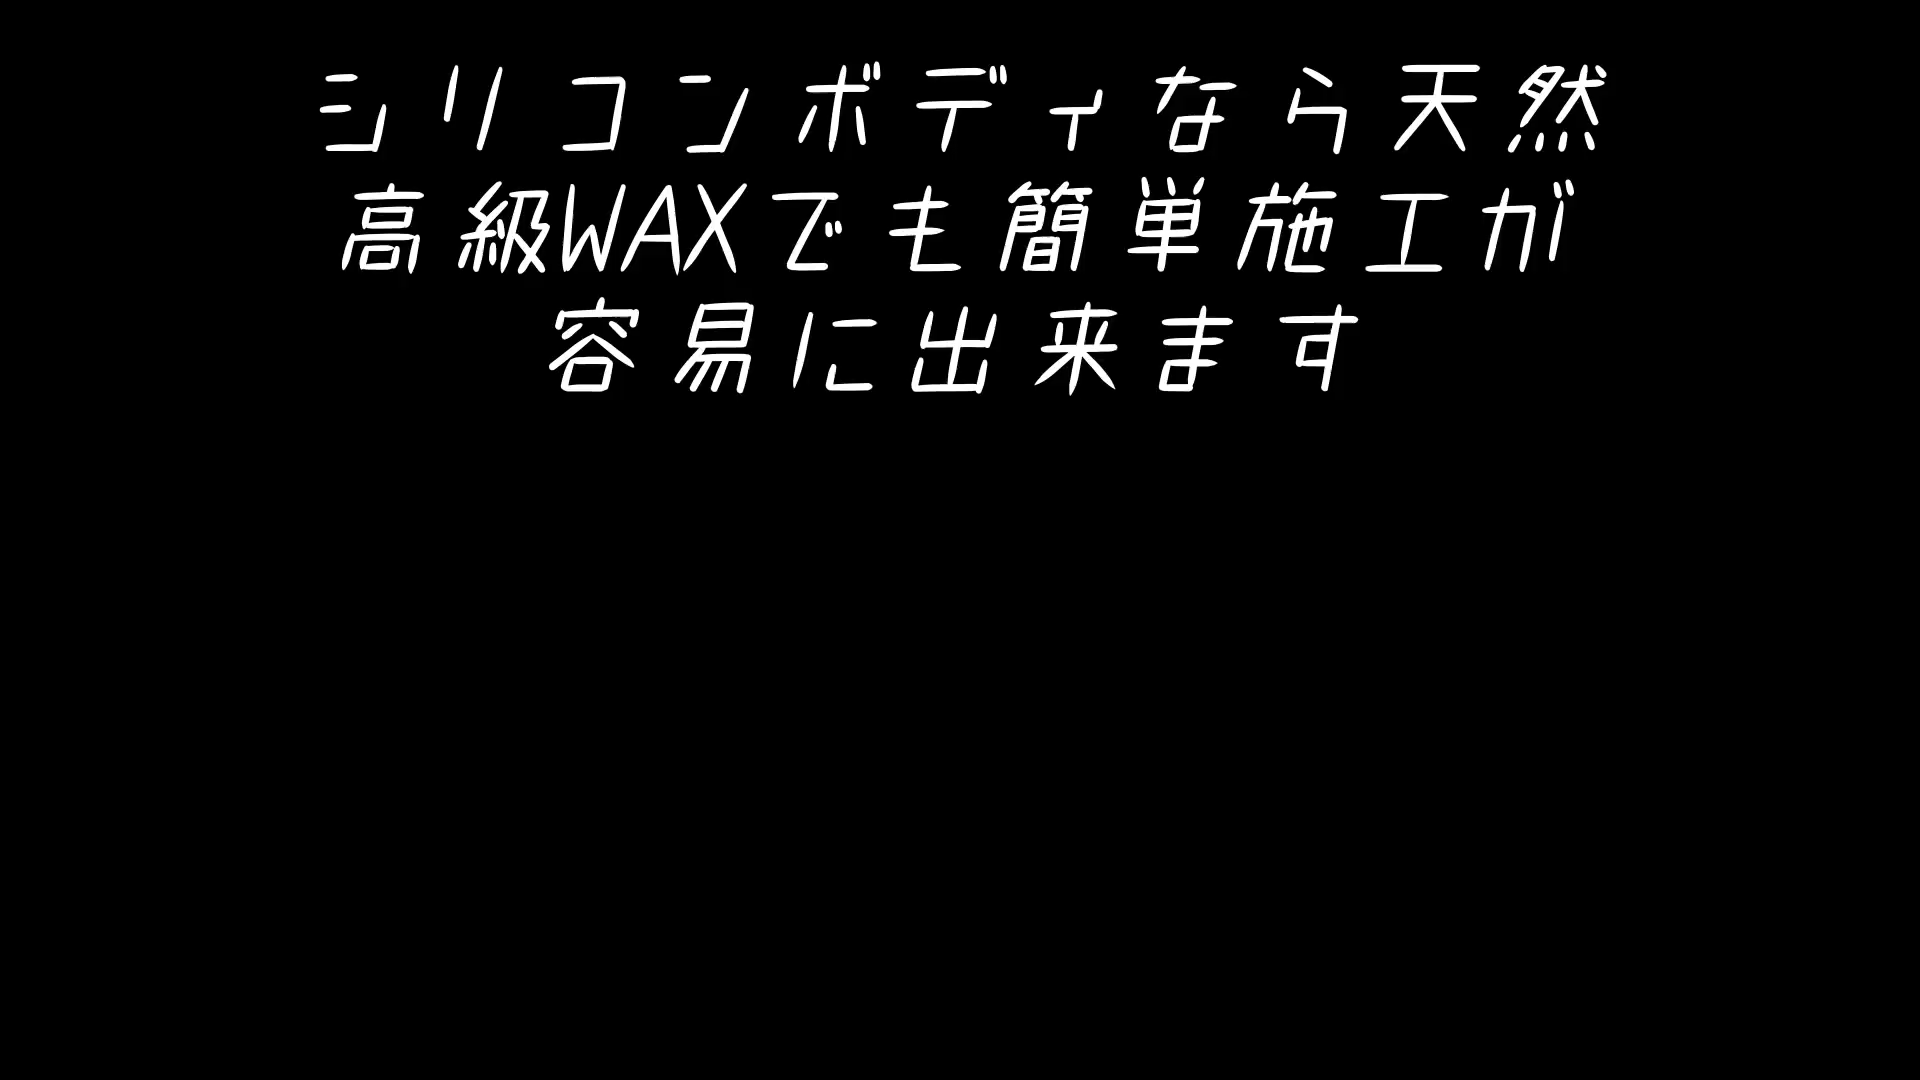 シリコンボディなら天然
高級WAXでも簡単施工が
容易に出来ます